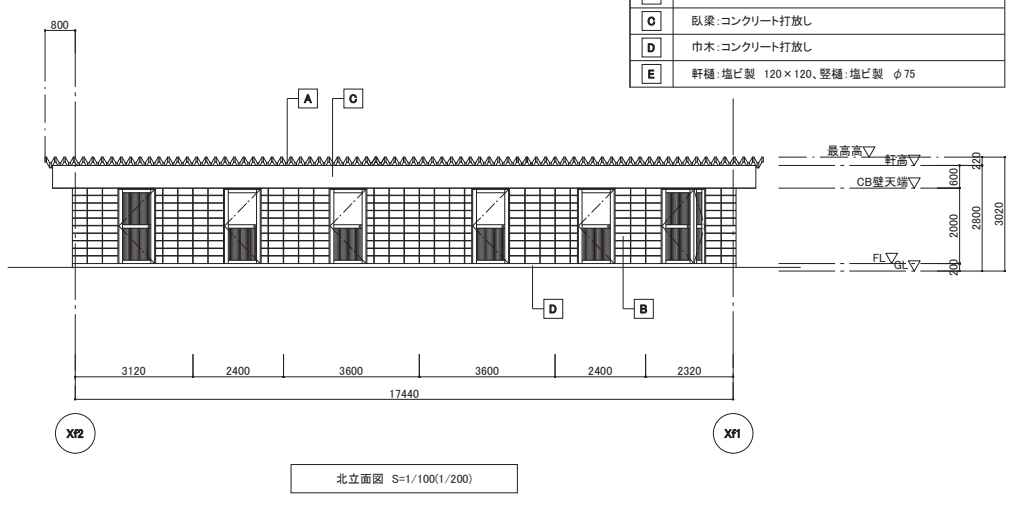 C 臥梁:コンクリート打放し
D 巾木:コンクリート打放し
E 軒樋:塩ビ製 120×120、竪樋:塩ビ製 φ75
800
A
C
最高高▽
軒高▽
CB壁天端▽
FL▽
GL▽
220
600
2000
200
2800
3020
D
B
3120
2400
3600
3600
2400
2320
17440
Xf2
Xf1
北立面図 S=1/100(1/200)